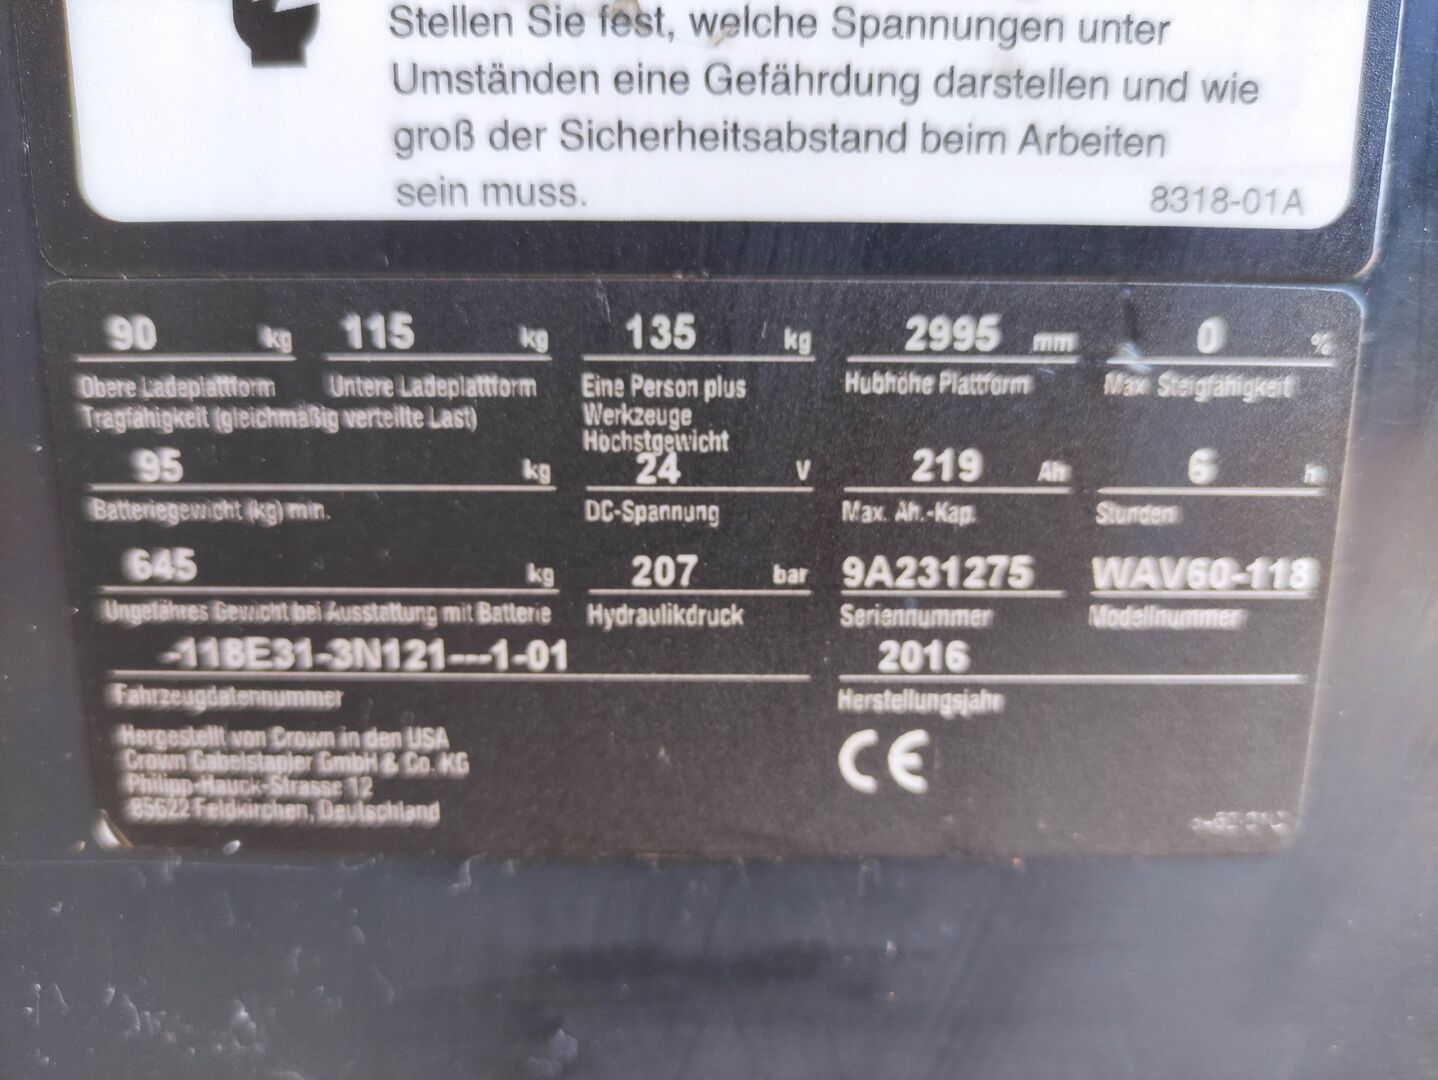 Stellen Sie fest, welche Spannungen unter
Umständen eine Gefährdung darstellen und wie
groß der Sicherheitsabstand beim Arbeiten
sein muss.
8318-01A
90 kg 115 kg 135 kg 2995 mm 0 %
Obere Ladeplattform Untere Ladeplattform Eine Person plus Hubhöhe Plattform Max. Steigfähigkeit
Tragfähigkeit (gleichmäßig verteilte Last) Werkzeuge
Höchstgewicht
95 kg 24 V 219 Ah 6 h
Batteriegewicht (kg) min. DC-Spannung Max. Ah.-Kap. Stunden
645 kg 207 bar 9A231275 WAV60-118
Ungefähres Gewicht bei Ausstattung mit Batterie Hydraulikdruck Seriennummer Modellnummer
-118E31-3N121---1-01 2016
Fahrzeugdatennummer Herstellungsjahr
Hergestellt von Crown in den USA
Crown Gabelstapler GmbH & Co. KG
Philipp-Hauck-Strasse 12
85622 Feldkirchen, Deutschland
CE